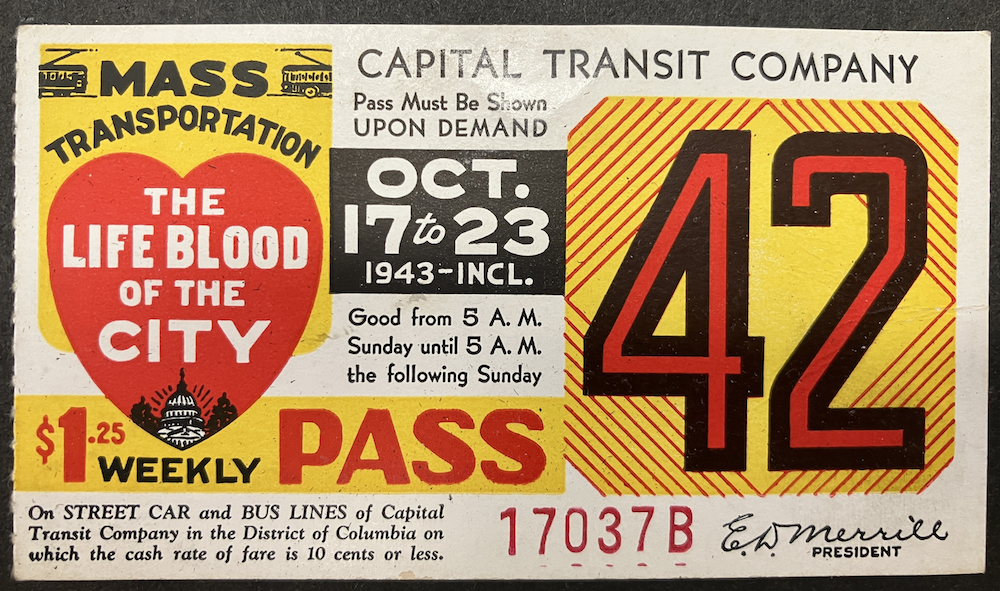 MASS
TRANSPORTATION
THE
LIFE BLOOD
OF THE
CITY
$1.25
WEEKLY
PASS
CAPITAL TRANSIT COMPANY
Pass Must Be Shown
UPON DEMAND
OCT.
17 to 23
1943-INCL.
Good from 5 A. M.
Sunday until 5 A. M.
the following Sunday
42
On STREET CAR and BUS LINES of Capital
Transit Company in the District of Columbia on
which the cash rate of fare is 10 cents or less.
17037B
E. D. Merrill
PRESIDENT